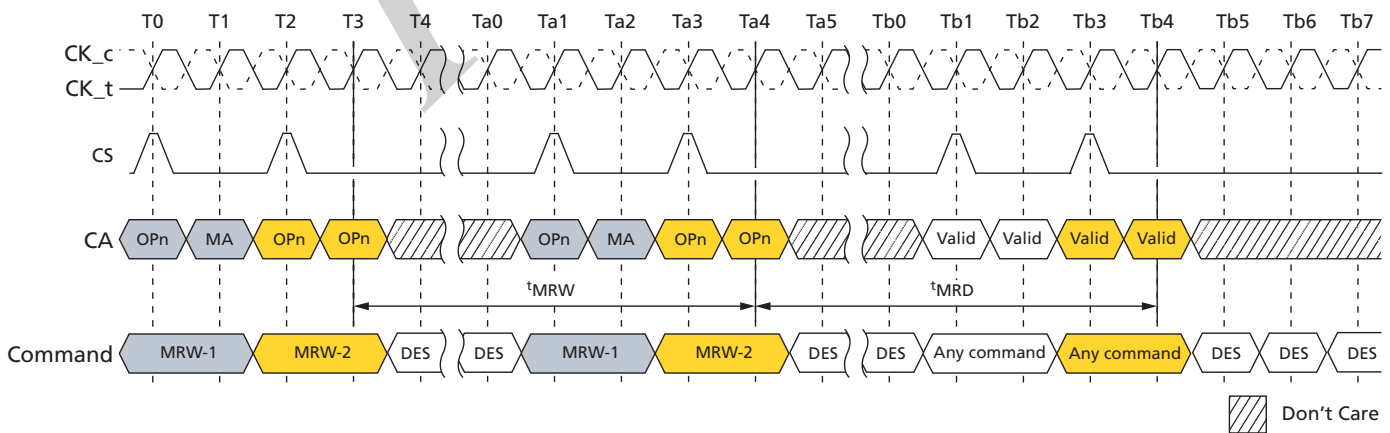 T0 T1 T2 T3 T4 Ta0 Ta1 Ta2 Ta3 Ta4 Ta5 Tb0 Tb1 Tb2 Tb3 Tb4 Tb5 Tb6 Tb7
CK_c
CK_t
CS
CA OPn MA OPn OPn OPn MA OPn OPn Valid Valid Valid Valid
tMRW tMRD
Command MRW-1 MRW-2 DES DES MRW-1 MRW-2 DES DES Any command Any command DES DES DES
Don't Care